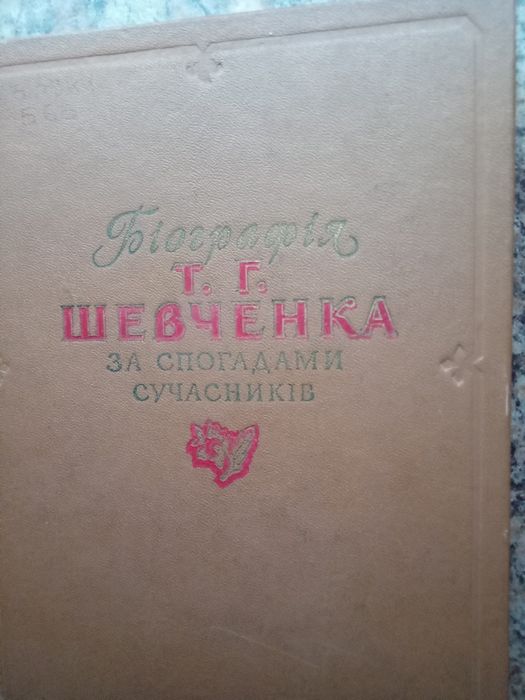 Біографія
Т. Г.
ШЕВЧЕНКА
ЗА СПОГАДАМИ
СУЧАСНИКІВ